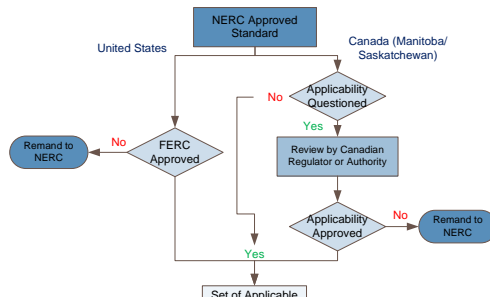 NERC Approved
Standard
United States
Canada (Manitoba/
Saskatchewan)
Applicability
Questioned
No
Yes
Remand to
NERC
No
FERC
Approved
Review by Canadian
Regulator or Authority
Applicability
Approved
No
Remand to
NERC
Yes
Set of Applicable